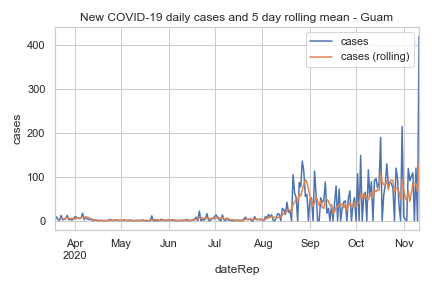 New COVID-19 daily cases and 5 day rolling mean - Guam
cases
cases (rolling)
400
300
200
100
0
cases
Apr
2020
May
Jun
Jul
Aug
Sep
Oct
Nov
dateRep